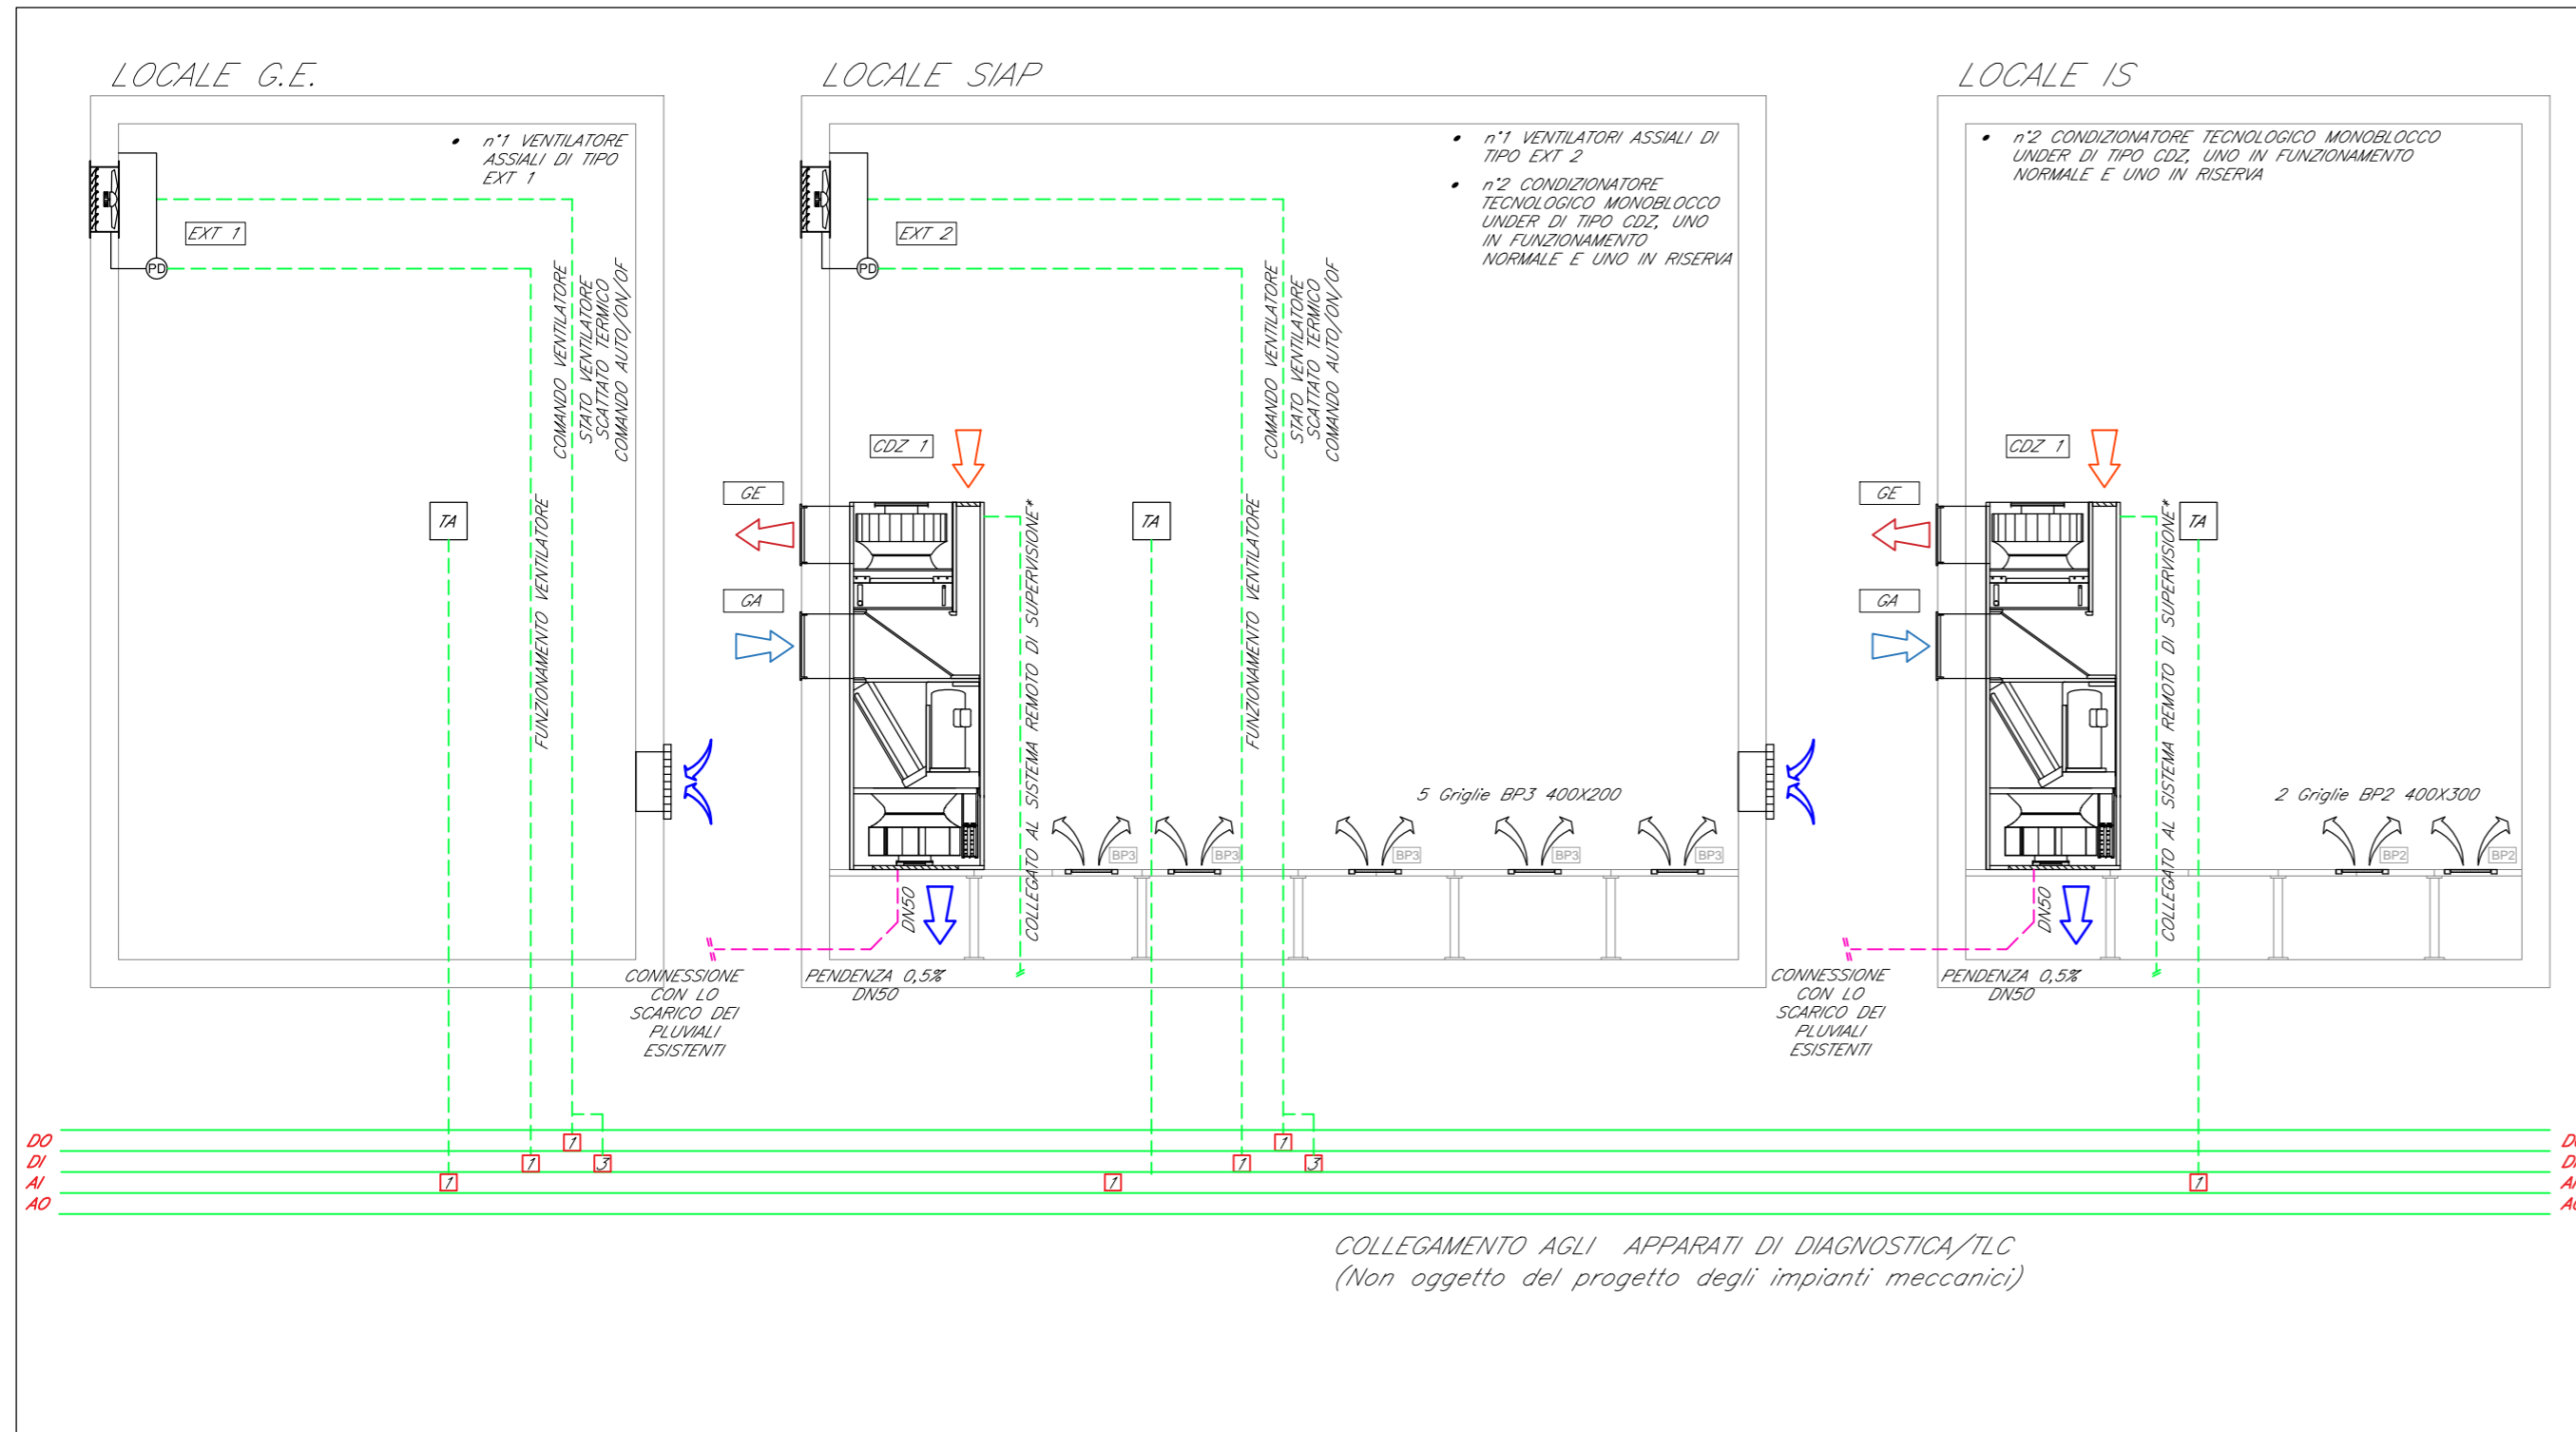 LOCALE G.E.
n°1 VENTILATORE
ASSIALI DI TIPO
EXT 1
EXT 1
PD
COMANDO VENTILATORE
STATO VENTILATORE
SCATTATO TERMICO
COMANDO AUTO/ON/OF
TA
FUNZIONAMENTO VENTILATORE
LOCALE SIAP
n°1 VENTILATORI ASSIALI DI
TIPO EXT 2
n°2 CONDIZIONATORE
TECNOLOGICO MONOBLOCCO
UNDER DI TIPO CDZ, UNO
IN FUNZIONAMENTO
NORMALE E UNO IN RISERVA
EXT 2
PD
COMANDO VENTILATORE
STATO VENTILATORE
SCATTATO TERMICO
COMANDO AUTO/ON/OF
CDZ 1
GE
GA
TA
COLLEGATO AL SISTEMA REMOTO DI SUPERVISIONE*
FUNZIONAMENTO VENTILATORE
5 Griglie BP3 400X200
BP3
BP3
BP3
BP3
BP3
DN50
CONNESSIONE
CON LO
SCARICO DEI
PLUVIALI
ESISTENTI
PENDENZA 0,5%
DN50
LOCALE IS
n°2 CONDIZIONATORE TECNOLOGICO MONOBLOCCO
UNDER DI TIPO CDZ, UNO IN FUNZIONAMENTO
NORMALE E UNO IN RISERVA
CDZ 1
GE
GA
TA
COLLEGATO AL SISTEMA REMOTO DI SUPERVISIONE*
2 Griglie BP2 400X300
BP2
BP2
DN50
CONNESSIONE
CON LO
SCARICO DEI
PLUVIALI
ESISTENTI
PENDENZA 0,5%
DN50
DO 1 1
DI 1 3 1 3
AI 1 1 1
AO
COLLEGAMENTO AGLI APPARATI DI DIAGNOSTICA/TLC
(Non oggetto del progetto degli impianti meccanici)